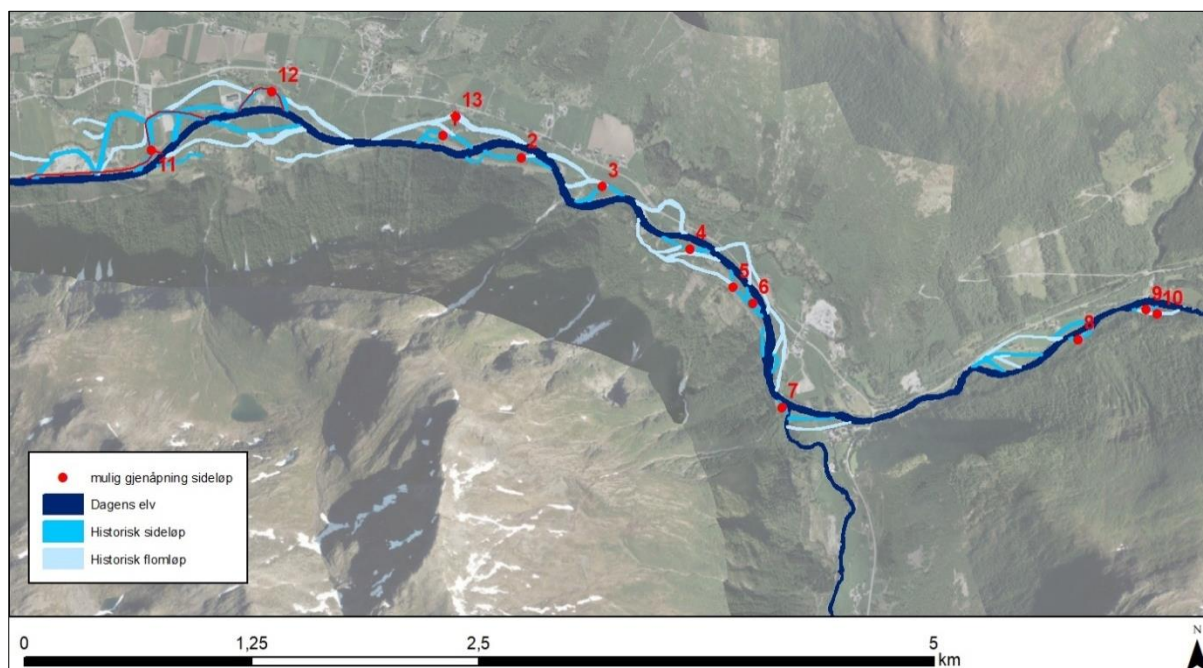 12
13
11
2
3
4
5
6
7
8
9
10
mulig gjenåpning sideløp
Dagens elv
Historisk sideløp
Historisk flomløp
0
1,25
2,5
5
km
N